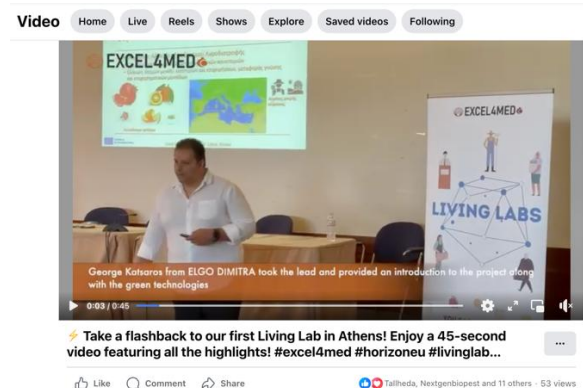 Video
Home
Live
Reels
Shows
Explore
Saved videos
Following
EXCEL4MED
EXCEL4MED
LIVING LABS
George Katsaros from ELGO DIMITRA took the lead and provided an introduction to the project along
with the green technologies
0:03 / 0:45
⚡ Take a flashback to our first Living Lab in Athens! Enjoy a 45-second
video featuring all the highlights! #excel4med #horizoneu #livinglab...
...
Like
Comment
Share
Tallheda, Nextgenbiopest and 11 others · 53 views